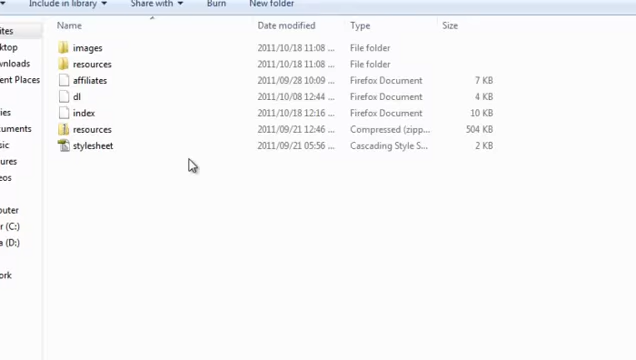 Include in library Share with Burn New folder
Name Date modified Type Size
images 2011/10/18 11:08 ... File folder
resources 2011/10/18 11:08 ... File folder
affiliates 2011/09/28 10:09 ... Firefox Document 7 KB
dl 2011/10/08 12:44 ... Firefox Document 4 KB
index 2011/10/18 12:16 ... Firefox Document 10 KB
resources 2011/09/21 12:46 ... Compressed (zipp... 504 KB
stylesheet 2011/09/21 05:56 ... Cascading Style S... 2 KB
ites
ktop
wnloads
ent Places
ies
uments
sic
ures
eos
puter
r (C:)
a (D:)
ork